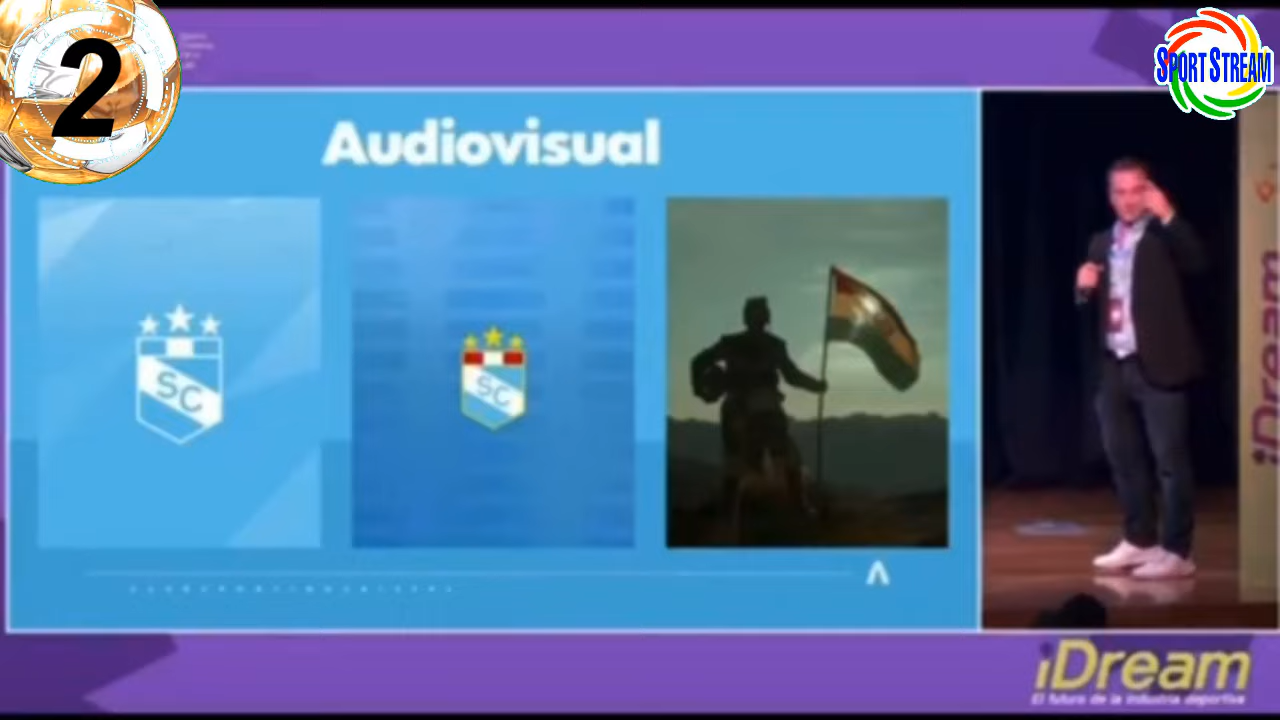 2
SPORT STREAM
Audiovisual
SC
SC
iDream
iDream
El futuro de la industria deportiva